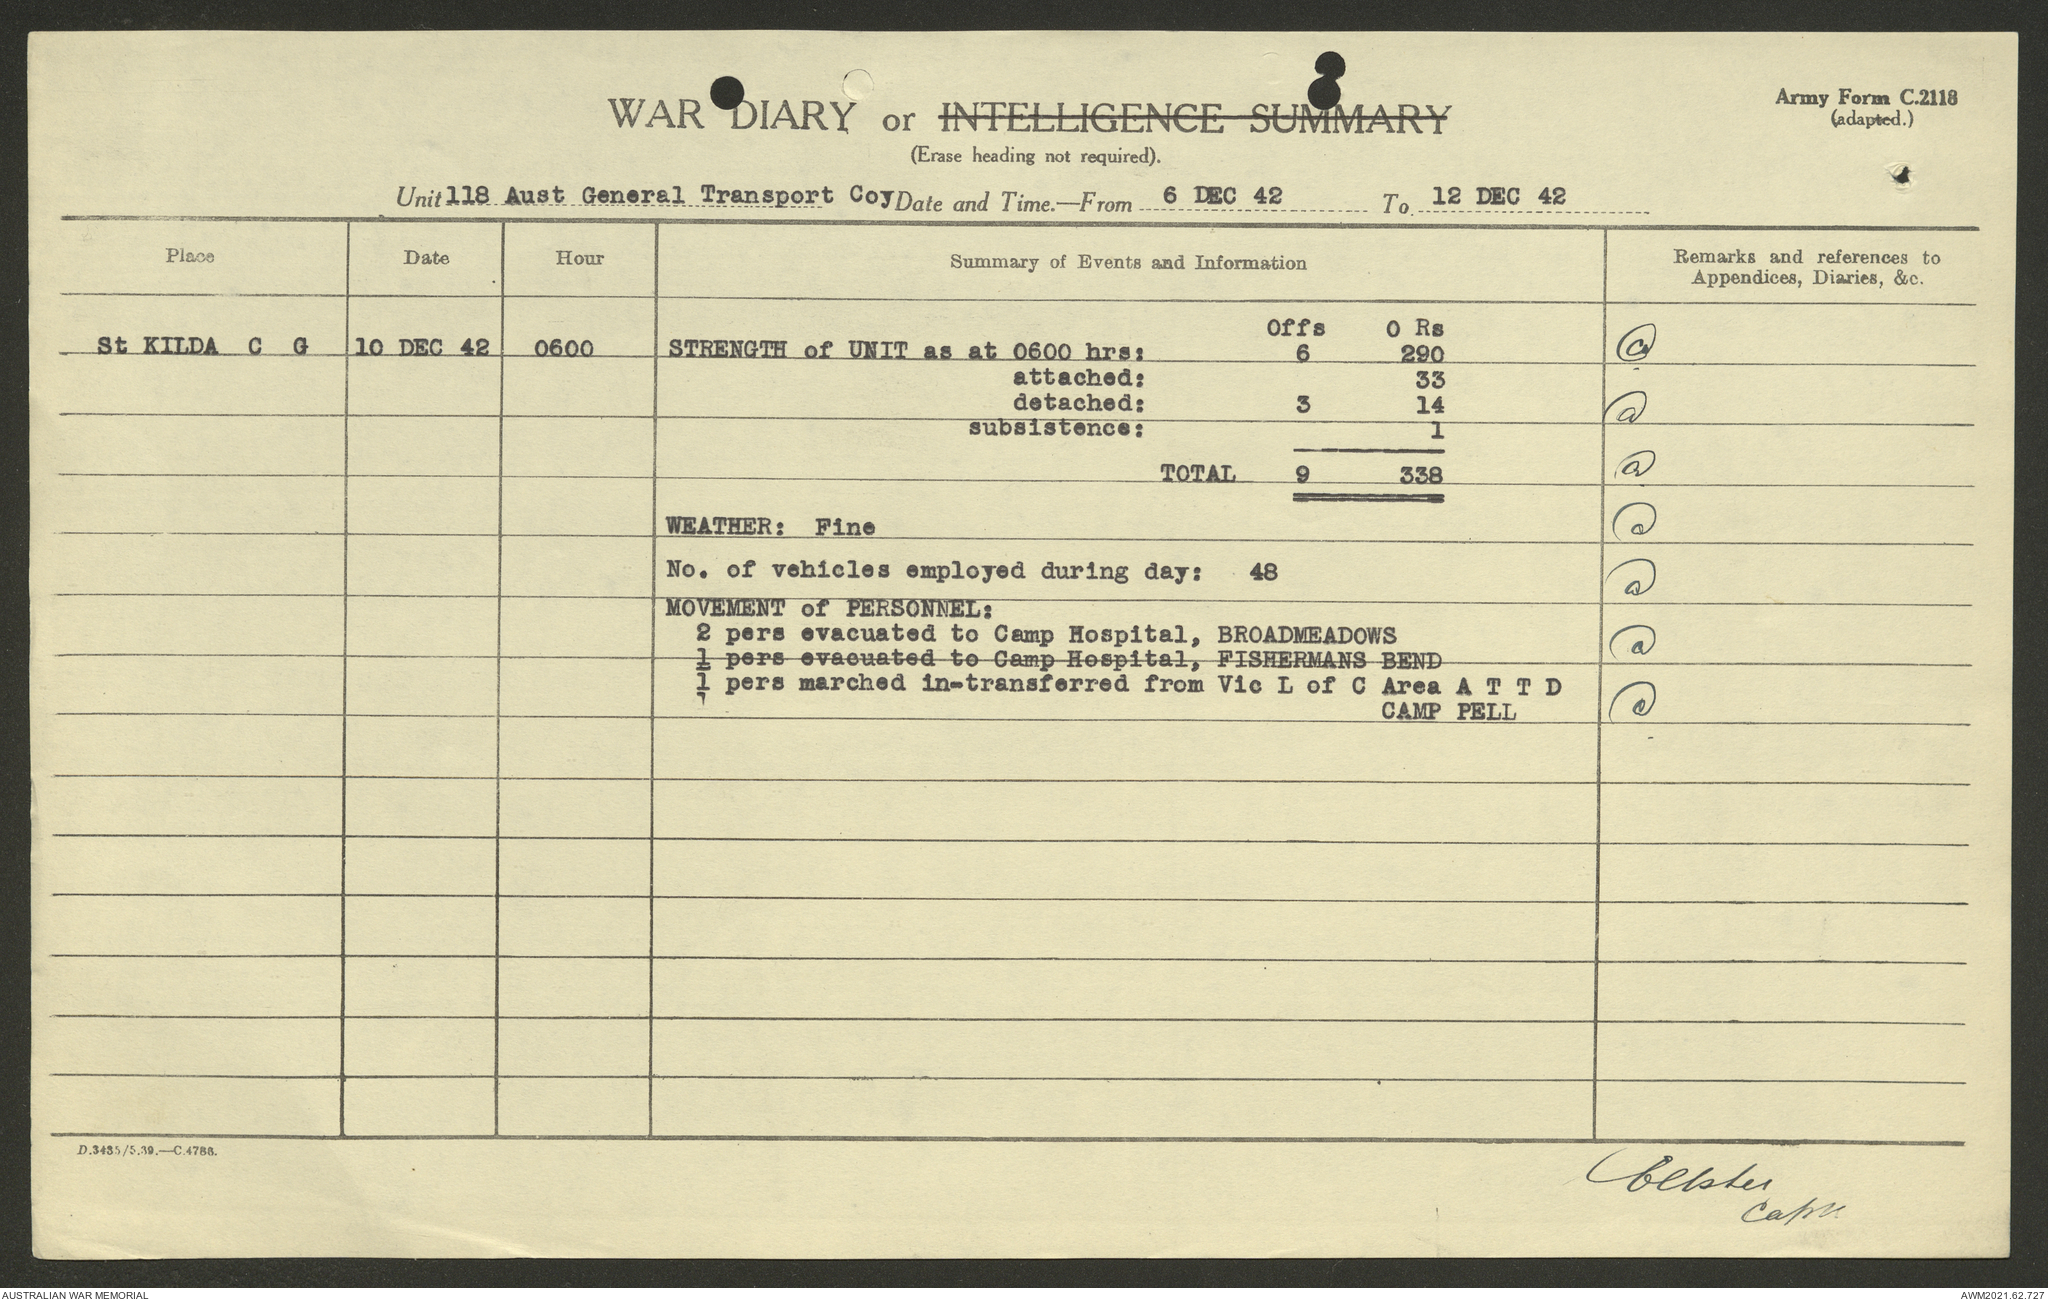 WAR DIARY or INTELLIGENCE SUMMARY
(Erase heading not required).
Army Form C.2118
(adapted.)
Unit 118 Aust General Transport Coy Date and Time.—From 6 DEC 42 To 12 DEC 42
Place Date Hour Summary of Events and Information Remarks and references to
Appendices, Diaries, &c.
Offs O Rs
St KILDA C G 10 DEC 42 0600 STRENGTH of UNIT as at 0600 hrs: 6 290
attached: 33
detached: 3 14
subsistence: 1
TOTAL 9 338
WEATHER: Fine
No. of vehicles employed during day: 48
MOVEMENT of PERSONNEL:
2 pers evacuated to Camp Hospital, BROADMEADOWS
1 pers evacuated to Camp Hospital, FISHERMANS BEND
1 pers marched in-transferred from Vic L of C Area A T T D
CAMP PELL
D.3435/5.39.—C.4788.
Capt
AUSTRALIAN WAR MEMORIAL
AWM2021.62.727